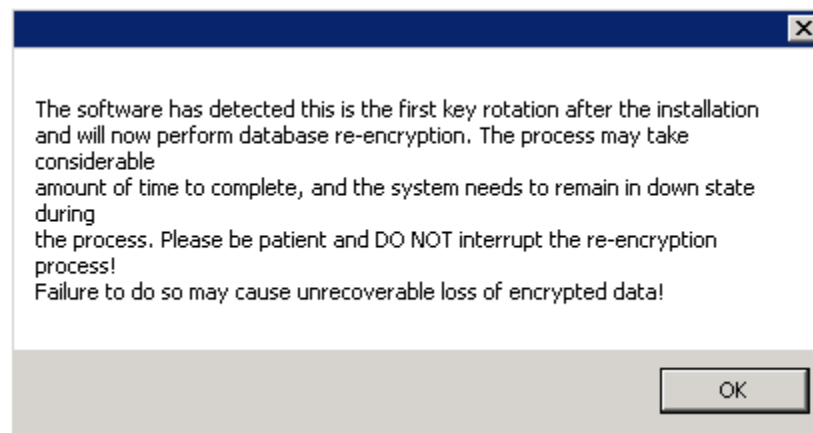 The software has detected this is the first key rotation after the installation
and will now perform database re-encryption. The process may take
considerable
amount of time to complete, and the system needs to remain in down state
during
the process. Please be patient and DO NOT interrupt the re-encryption
process!
Failure to do so may cause unrecoverable loss of encrypted data!
OK